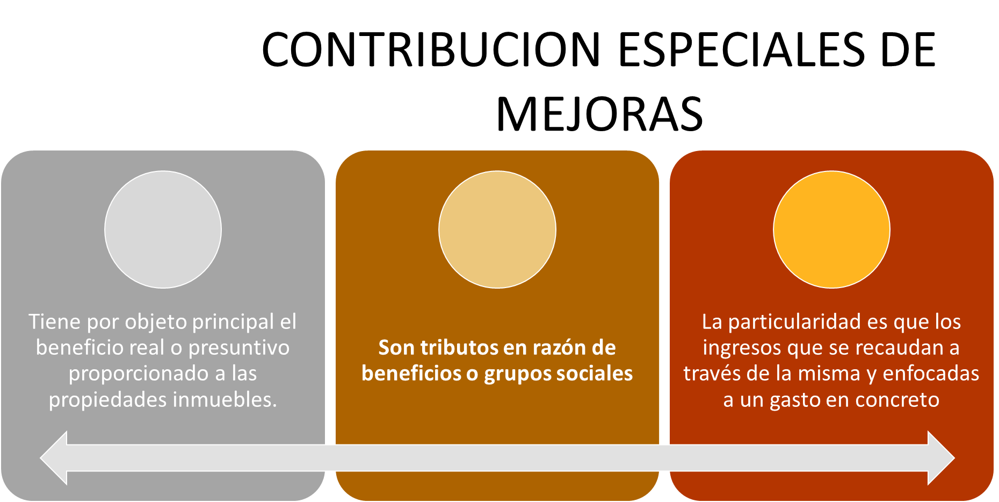 CONTRIBUCION ESPECIALES DE
MEJORAS
Tiene por objeto principal el
beneficio real o presuntivo
proporcionado a las
propiedades inmuebles.
Son tributos en razón de
beneficios o grupos sociales
La particularidad es que los
ingresos que se recaudan a
través de la misma y enfocadas
a un gasto en concreto